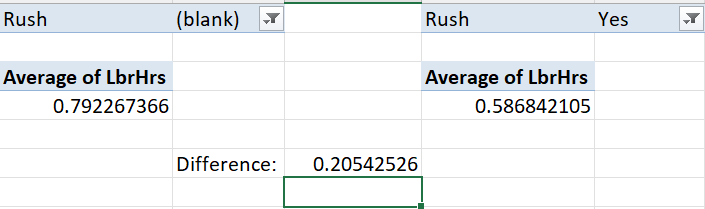 Rush (blank) Rush Yes
Average of LbrHrs Average of LbrHrs
0.792267366 0.586842105
Difference: 0.20542526